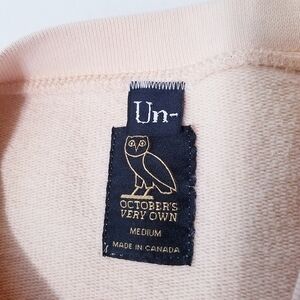 Un-
OCTOBER'S
VERY OWN
MEDIUM
MADE IN CANADA